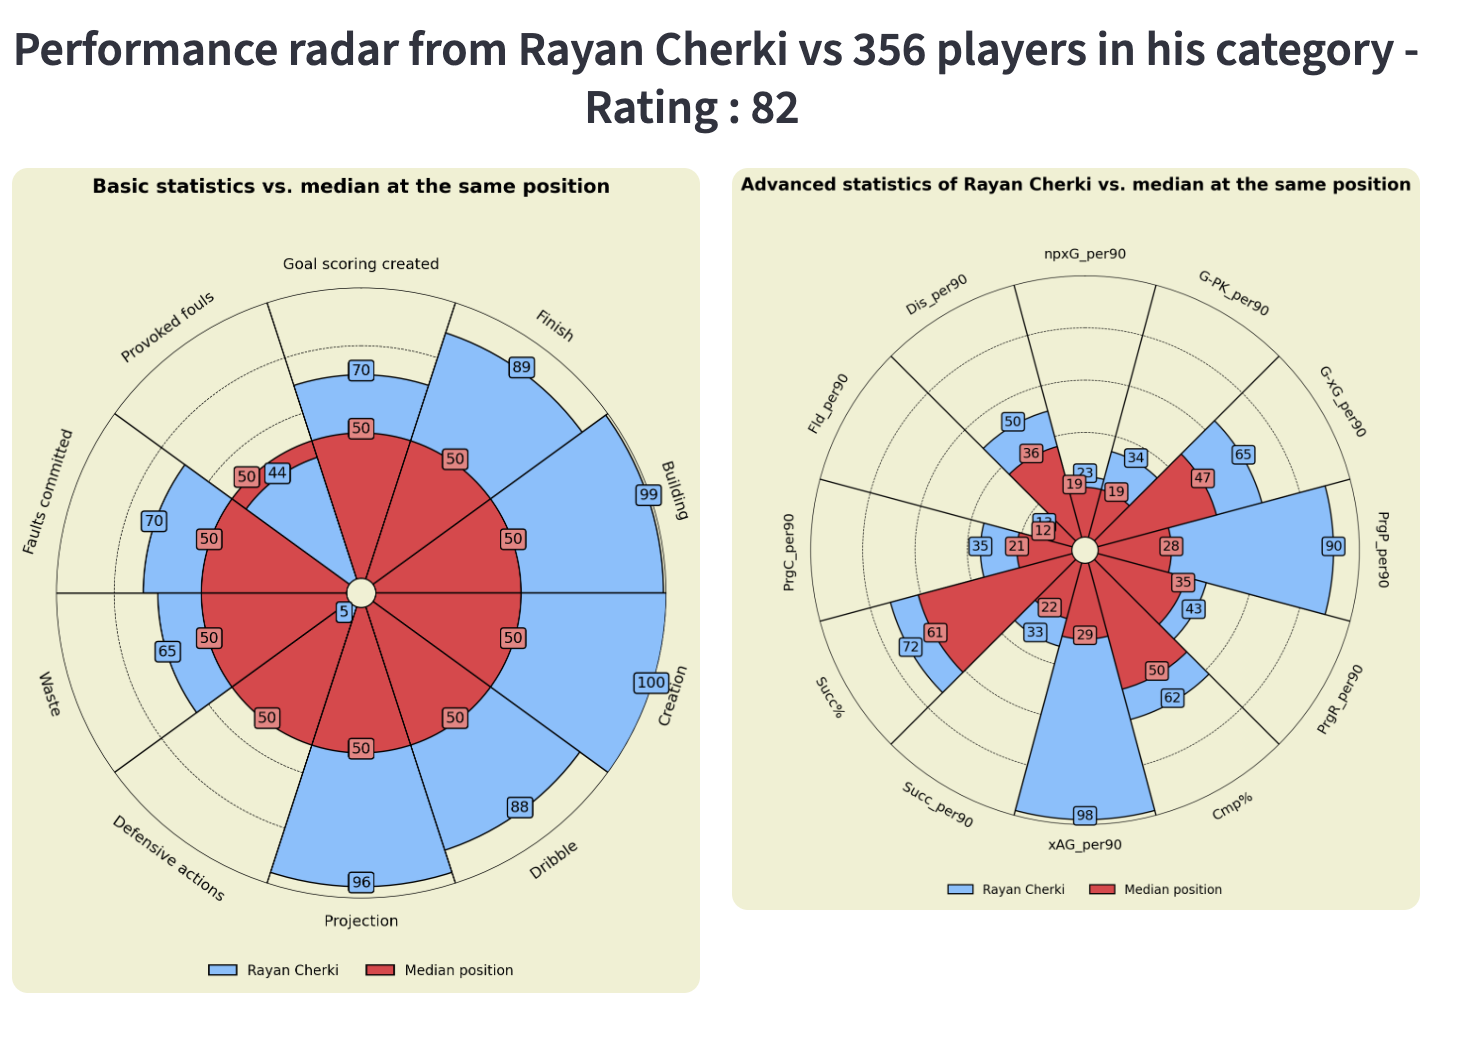 Performance radar from Rayan Cherki vs 356 players in his category -
Rating : 82
Basic statistics vs. median at the same position
Goal scoring created
Finish
Building
Creation
Dribble
Projection
Defensive actions
Waste
Faults committed
Provoked fouls
70
50
89
50
99
50
100
50
88
50
96
50
5
50
65
50
70
50
44
50
Rayan Cherki
Median position
Advanced statistics of Rayan Cherki vs. median at the same position
npxG_per90
G-PK_per90
G-xG_per90
PrgP_per90
PrgR_per90
Cmp%
xAG_per90
Succ_per90
Succ%
PrgC_per90
Fld_per90
Dis_per90
23
19
34
19
65
47
90
28
43
35
62
50
98
29
33
22
72
61
35
21
12
50
36
Rayan Cherki
Median position